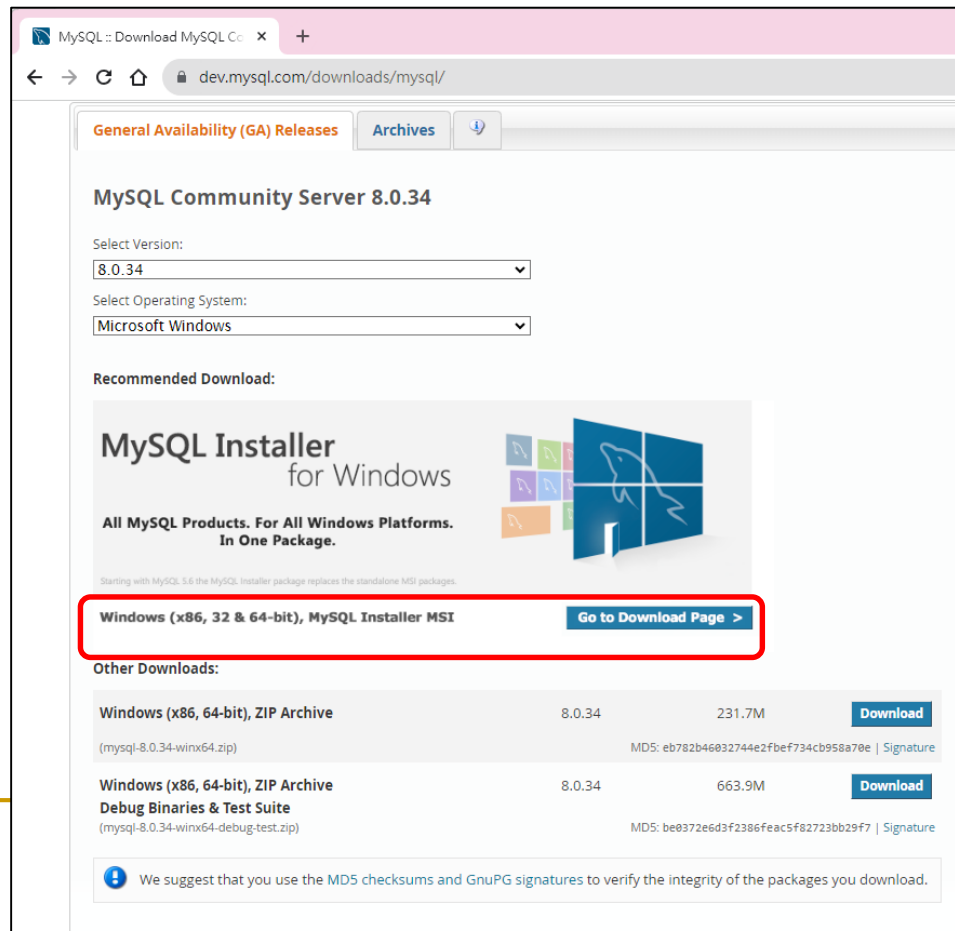 MySQL :: Download MySQL Co
dev.mysql.com/downloads/mysql/
General Availability (GA) Releases
Archives
MySQL Community Server 8.0.34
Select Version:
8.0.34
Select Operating System:
Microsoft Windows
Recommended Download:
MySQL Installer
for Windows
All MySQL Products. For All Windows Platforms.
In One Package.
Starting with MySQL 5.6 the MySQL Installer package replaces the standalone MSI packages.
Windows (x86, 32 & 64-bit), MySQL Installer MSI
Go to Download Page >
Other Downloads:
Windows (x86, 64-bit), ZIP Archive 8.0.34 231.7M Download
(mysql-8.0.34-winx64.zip) MD5: eb782b46032744e2fbef734cb958a70e | Signature
Windows (x86, 64-bit), ZIP Archive 8.0.34 663.9M Download
Debug Binaries & Test Suite
(mysql-8.0.34-winx64-debug-test.zip) MD5: be0372e6d3f2386feac5f82723bb29f7 | Signature
We suggest that you use the MD5 checksums and GnuPG signatures to verify the integrity of the packages you download.